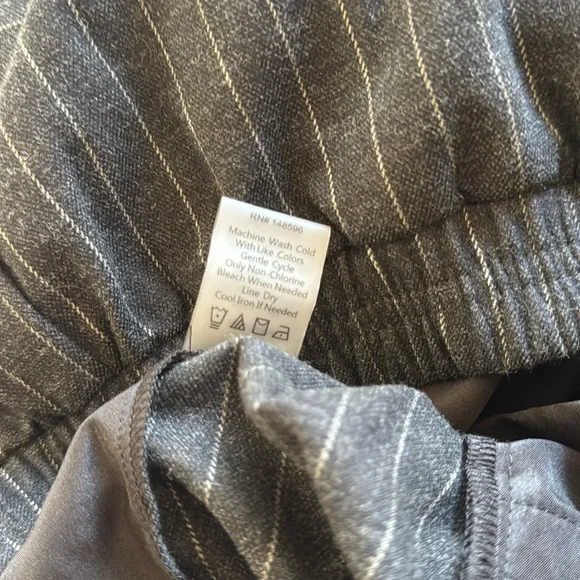 RN# 148596
Machine Wash Cold
With Like Colors
Gentle Cycle
Only Non-Chlorine
Bleach When Needed
Line Dry
Cool Iron If Needed